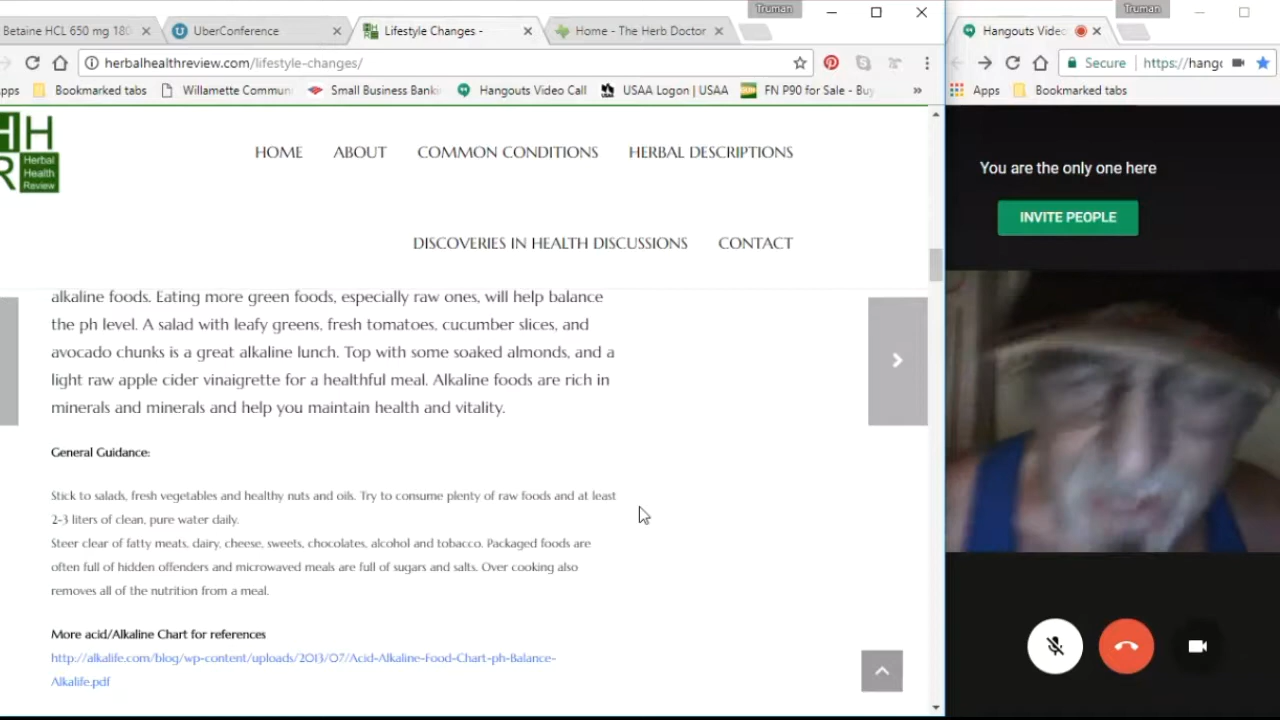 Truman
Truman
Betaine HCL 650 mg 180
UberConference
Lifestyle Changes -
Home - The Herb Doctor
Hangouts Video
herbalhealthreview.com/lifestyle-changes/
Secure
https://hang
pps
Bookmarked tabs
Willamette Commun
Small Business Banki
Hangouts Video Call
USAA Logon | USAA
FN P90 for Sale - Buy
»
Apps
Bookmarked tabs
HH
R
Herbal
Health
Review
HOME
ABOUT
COMMON CONDITIONS
HERBAL DESCRIPTIONS
DISCOVERIES IN HEALTH DISCUSSIONS
CONTACT
You are the only one here
INVITE PEOPLE
alkaline foods. Eating more green foods, especially raw ones, will help balance
the ph level. A salad with leafy greens, fresh tomatoes, cucumber slices, and
avocado chunks is a great alkaline lunch. Top with some soaked almonds, and a
light raw apple cider vinaigrette for a healthful meal. Alkaline foods are rich in
minerals and minerals and help you maintain health and vitality.
General Guidance:
Stick to salads, fresh vegetables and healthy nuts and oils. Try to consume plenty of raw foods and at least
2-3 liters of clean, pure water daily.
Steer clear of fatty meats, dairy, cheese, sweets, chocolates, alcohol and tobacco. Packaged foods are
often full of hidden offenders and microwaved meals are full of sugars and salts. Over cooking also
removes all of the nutrition from a meal.
More acid/Alkaline Chart for references
http://alkalife.com/blog/wp-content/uploads/2013/07/Acid-Alkaline-Food-Chart-ph-Balance-
Alkalife.pdf